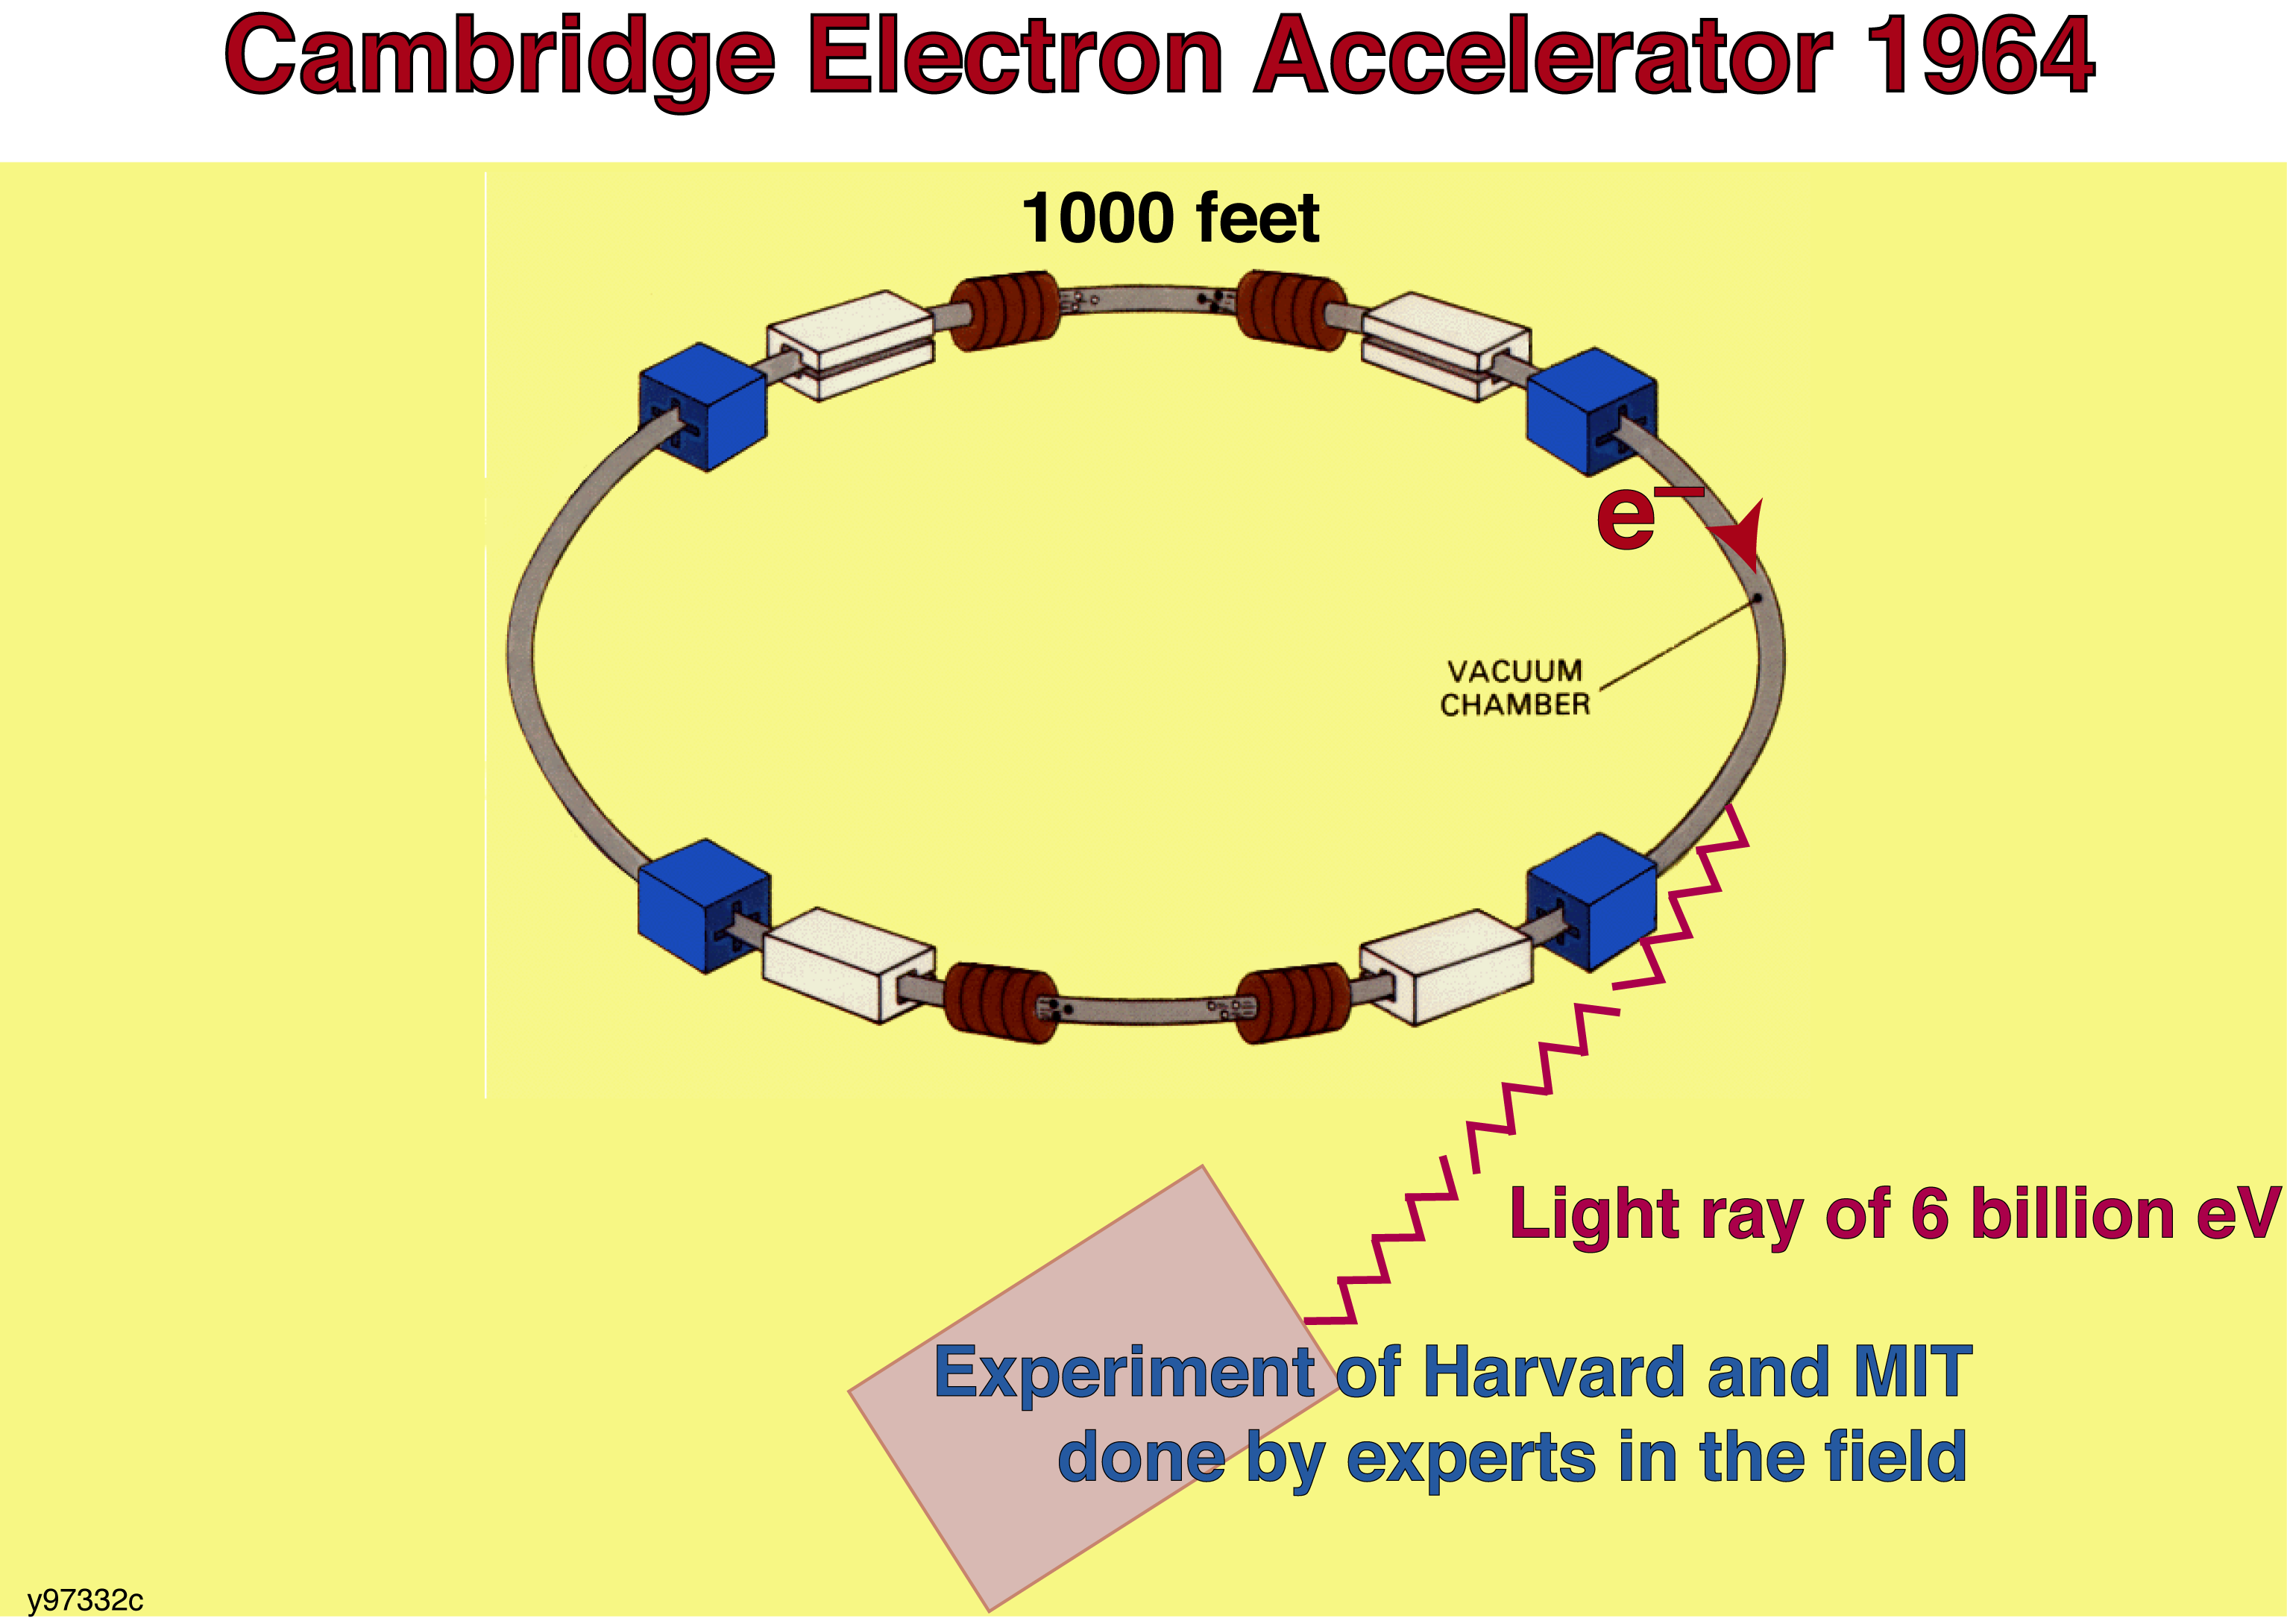 Cambridge Electron Accelerator 1964
1000 feet
e⁻
VACUUM
CHAMBER
Light ray of 6 billion eV
Experiment of Harvard and MIT
done by experts in the field
y97332c